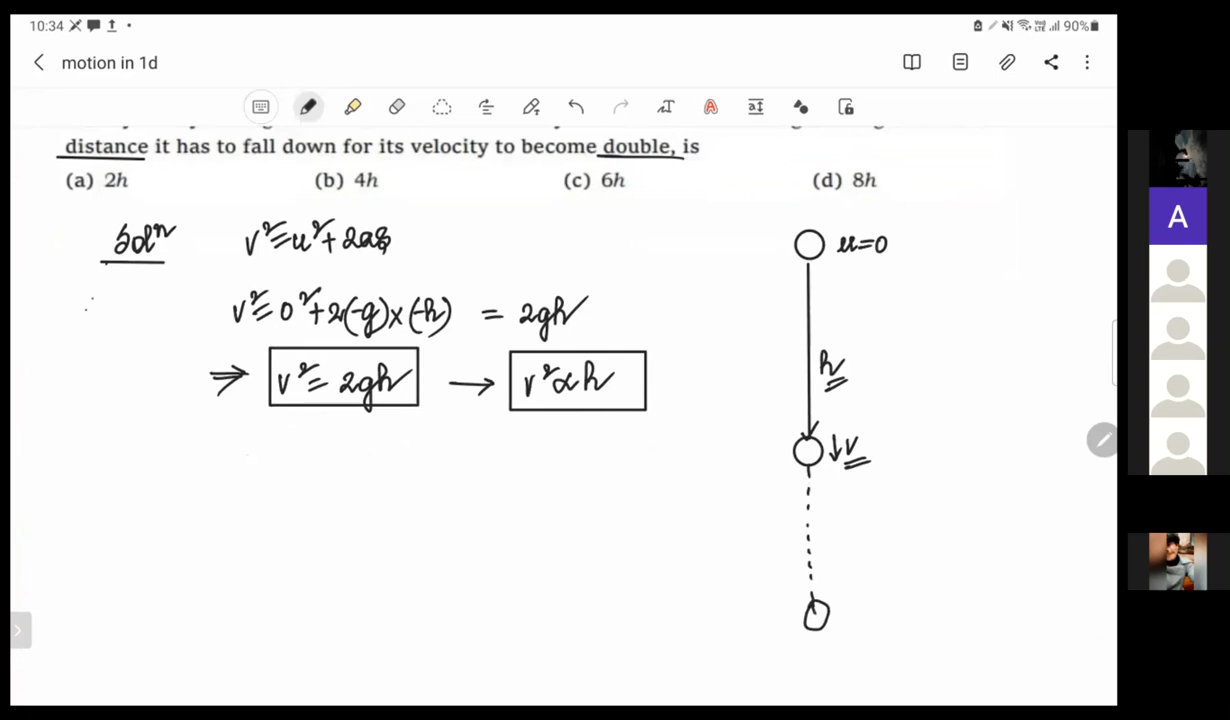 10:34 90%
motion in 1d
distance it has to fall down for its velocity to become double, is
(a) 2h (b) 4h (c) 6h (d) 8h
Solⁿ v²=u²+2as
u=0
v²=0²+2(-g)×(-h) = 2gh
⇒ v²=2gh → v²∝h
h
↓v
A